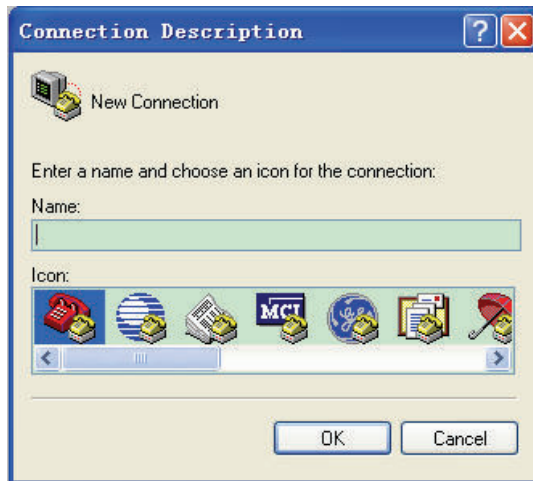 Connection Description
New Connection
Enter a name and choose an icon for the connection:
Name:
Icon:
MCI
OK Cancel